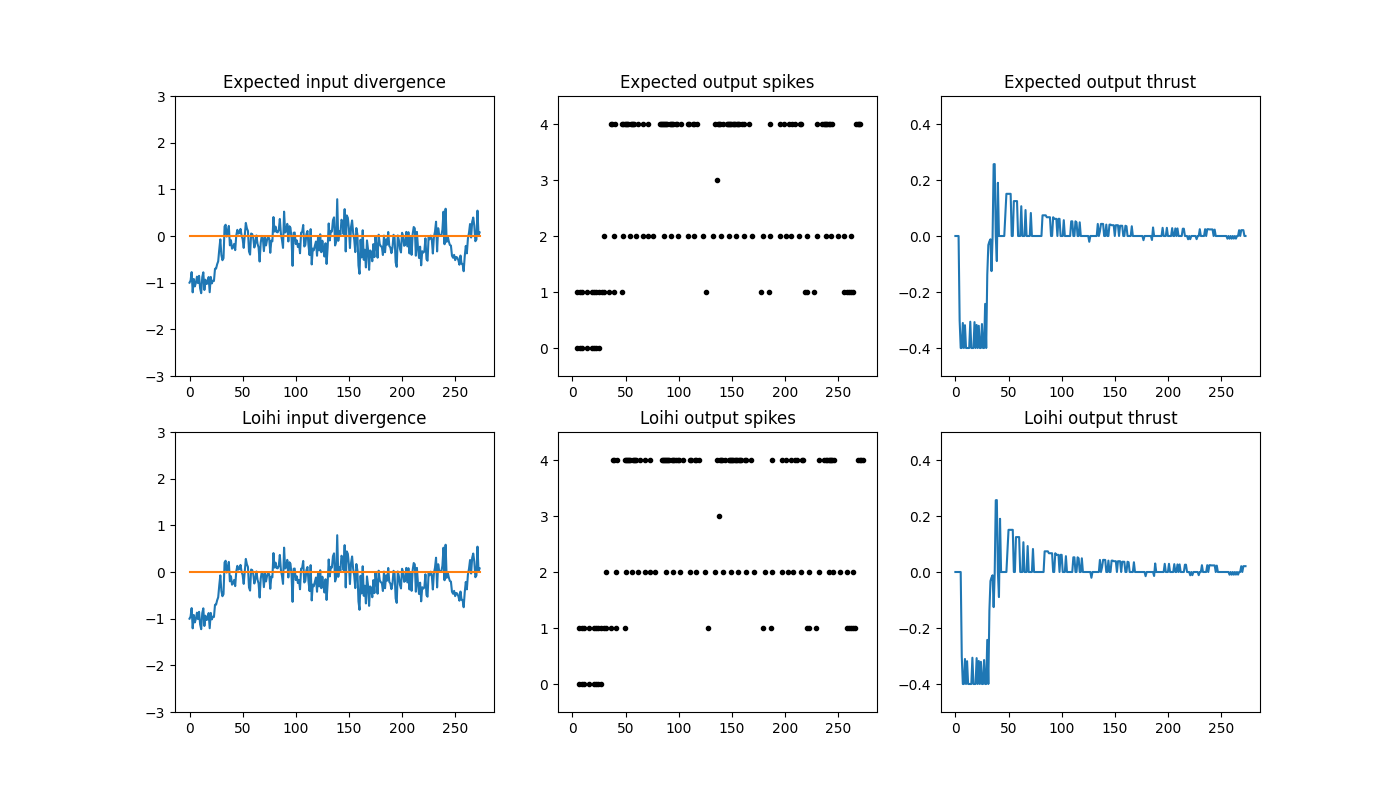 Expected input divergence
3
2
1
0
−1
−2
−3
0 50 100 150 200 250
Expected output spikes
4
3
2
1
0
0 50 100 150 200 250
Expected output thrust
0.4
0.2
0.0
−0.2
−0.4
0 50 100 150 200 250
Loihi input divergence
3
2
1
0
−1
−2
−3
0 50 100 150 200 250
Loihi output spikes
4
3
2
1
0
0 50 100 150 200 250
Loihi output thrust
0.4
0.2
0.0
−0.2
−0.4
0 50 100 150 200 250